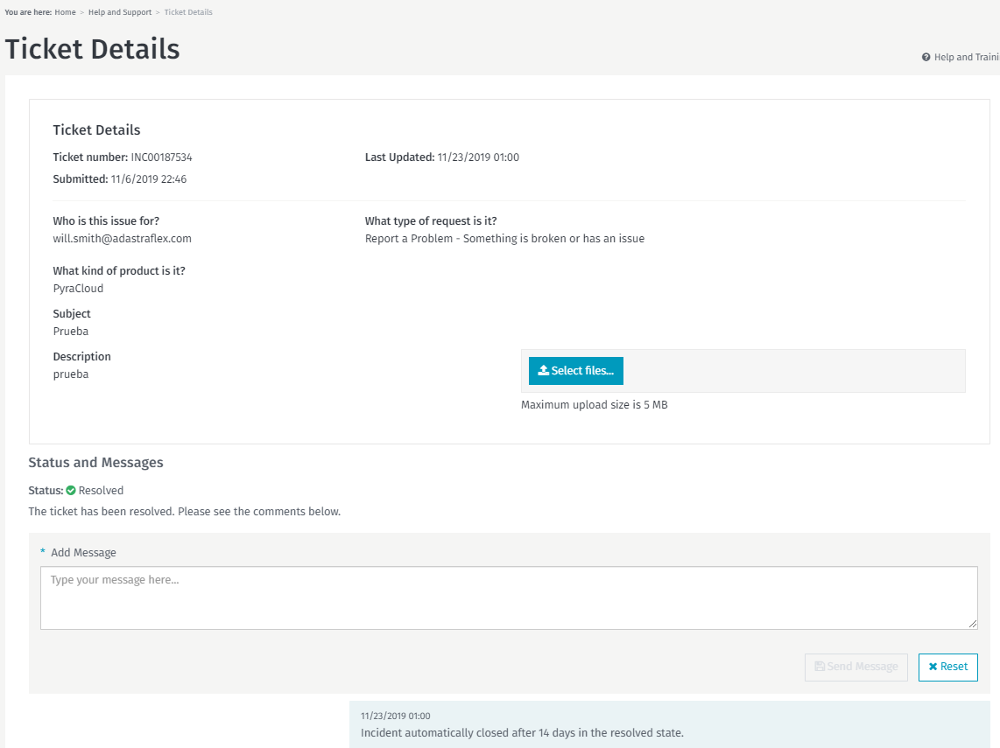 You are here: Home > Help and Support > Ticket Details
Ticket Details
Help and Traini
Ticket Details
Ticket number: INC00187534 Last Updated: 11/23/2019 01:00
Submitted: 11/6/2019 22:46
Who is this issue for? What type of request is it?
will.smith@adastraflex.com Report a Problem - Something is broken or has an issue
What kind of product is it?
PyraCloud
Subject
Prueba
Description
prueba
Select files...
Maximum upload size is 5 MB
Status and Messages
Status: Resolved
The ticket has been resolved. Please see the comments below.
* Add Message
Type your message here...
Send Message Reset
11/23/2019 01:00
Incident automatically closed after 14 days in the resolved state.